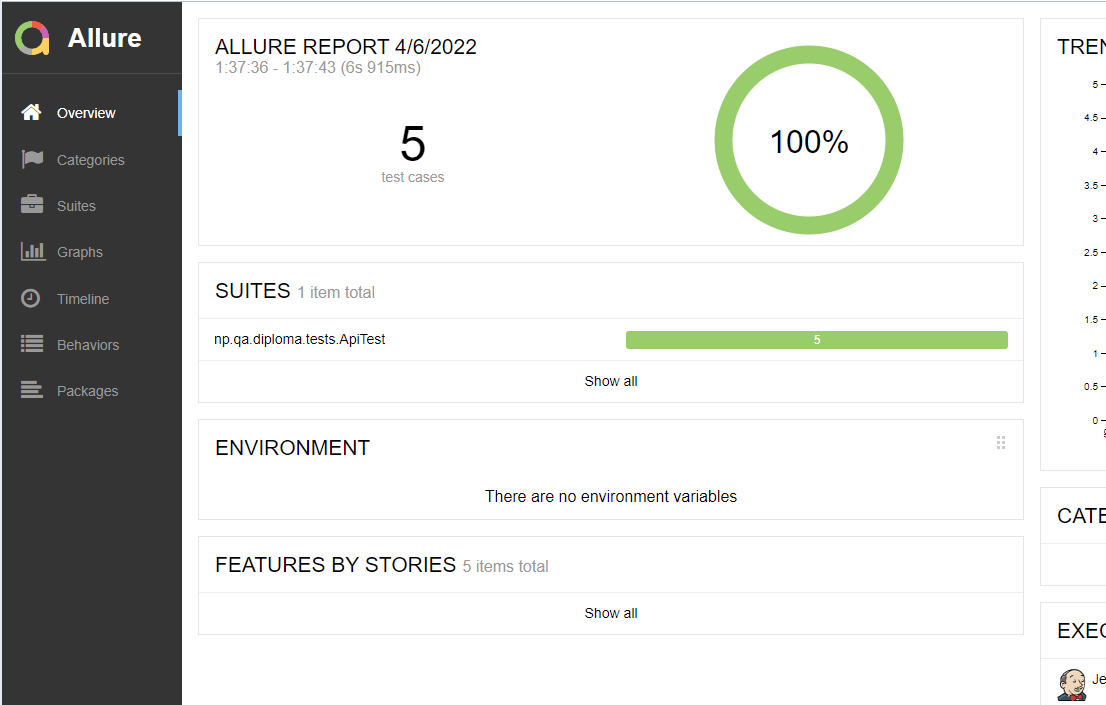 Allure
Overview
Categories
Suites
Graphs
Timeline
Behaviors
Packages
ALLURE REPORT 4/6/2022
1:37:36 - 1:37:43 (6s 915ms)
5
test cases
100%
SUITES 1 item total
np.qa.diploma.tests.ApiTest 5
Show all
ENVIRONMENT
There are no environment variables
FEATURES BY STORIES 5 items total
Show all
TREN
5
4.5
4
3.5
3
2.5
2
1.5
1
0.5
0
CATE
EXEC
Je